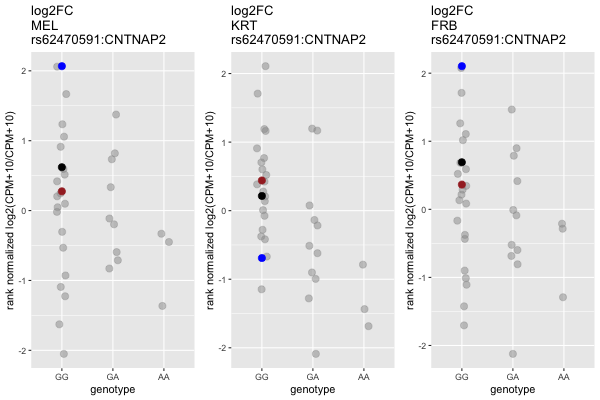 log2FC
MEL
rs62470591:CNTNAP2
rank normalized log2(CPM+10/CPM+10)
2
1
0
-1
-2
GG
GA
AA
genotype
log2FC
KRT
rs62470591:CNTNAP2
rank normalized log2(CPM+10/CPM+10)
2
1
0
-1
-2
GG
GA
AA
genotype
log2FC
FRB
rs62470591:CNTNAP2
rank normalized log2(CPM+10/CPM+10)
2
1
0
-1
-2
GG
GA
AA
genotype